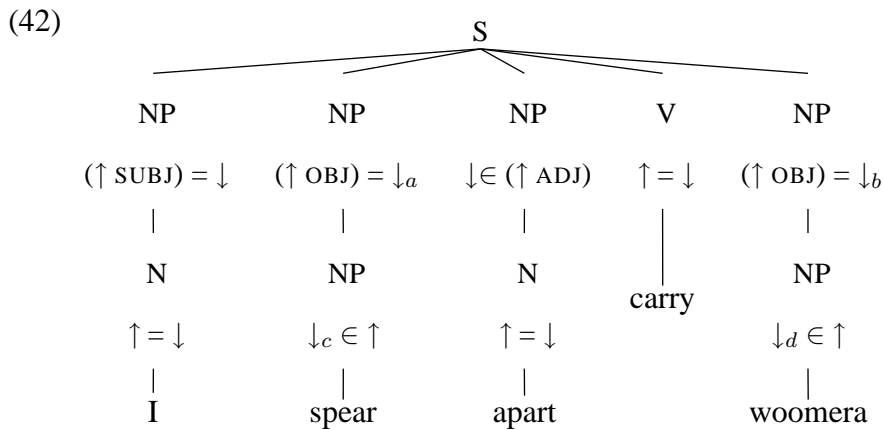 (42)
S
NP NP NP V NP
(↑ SUBJ) = ↓ (↑ OBJ) = ↓a ↓∈ (↑ ADJ) ↑ = ↓ (↑ OBJ) = ↓b
N NP N NP
carry
↑ = ↓ ↓c ∈ ↑ ↑ = ↓ ↓d ∈ ↑
I spear apart woomera